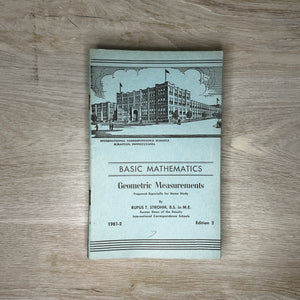 INTERNATIONAL CORRESPONDENCE SCHOOLS
SCRANTON, PENNSYLVANIA
BASIC MATHEMATICS
Geometric Measurements
Prepared Especially for Home Study
By
RUFUS T. STROHM, B.S. in M.E.
Former Dean of the Faculty
International Correspondence Schools
1981-2 Edition 2